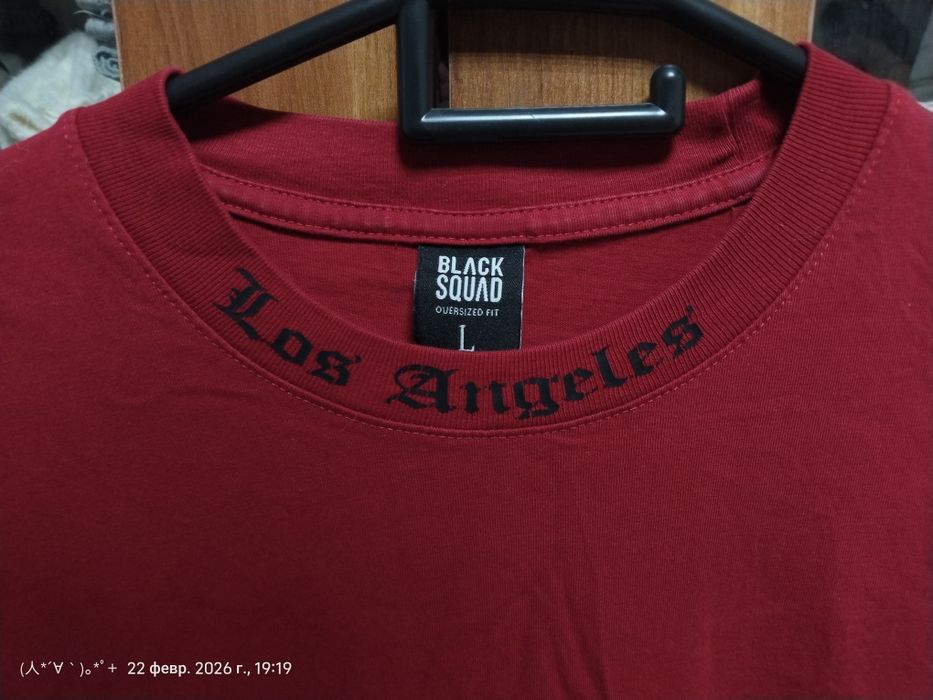 BLACK
SQUAD
OVERSIZED FIT
L
Los Angeles
(人*´∀｀)｡*ﾟ+ 22 февр. 2026 г., 19:19